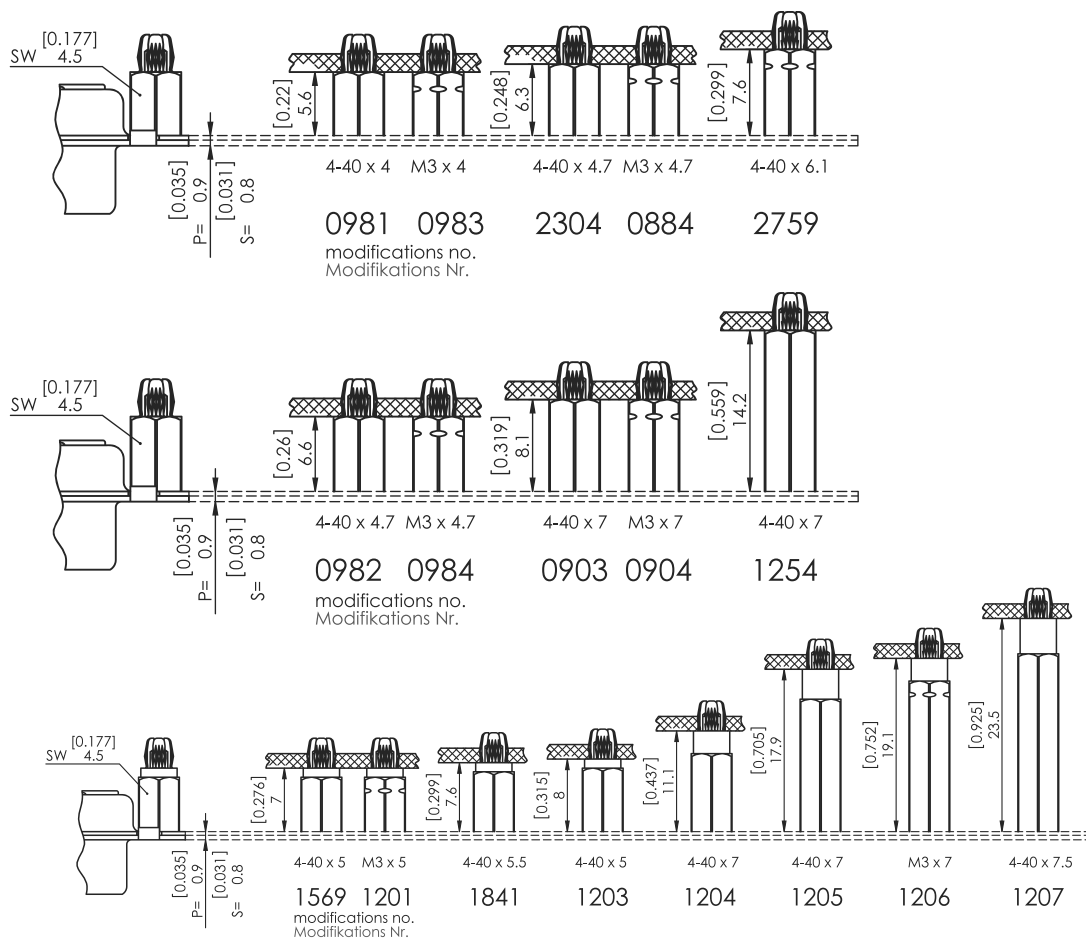 [0.177]
SW 4.5
[0.22]
5.6
[0.248]
6.3
[0.299]
7.6
P= 0.9
[0.035]
S= 0.8
[0.031]
4-40 x 4 M3 x 4 4-40 x 4.7 M3 x 4.7 4-40 x 6.1
0981 0983 2304 0884 2759
modifications no.
Modifikations Nr.
[0.177]
SW 4.5
[0.26]
6.6
[0.319]
8.1
[0.559]
14.2
P= 0.9
[0.035]
S= 0.8
[0.031]
4-40 x 4.7 M3 x 4.7 4-40 x 7 M3 x 7 4-40 x 7
0982 0984 0903 0904 1254
modifications no.
Modifikations Nr.
[0.177]
SW 4.5
[0.276]
7
[0.299]
7.6
[0.315]
8
[0.437]
11.1
[0.705]
17.9
[0.752]
19.1
[0.925]
23.5
P= 0.9
[0.035]
S= 0.8
[0.031]
4-40 x 5 M3 x 5 4-40 x 5.5 4-40 x 5 4-40 x 7 4-40 x 7 M3 x 7 4-40 x 7.5
1569 1201 1841 1203 1204 1205 1206 1207
modifications no.
Modifikations Nr.